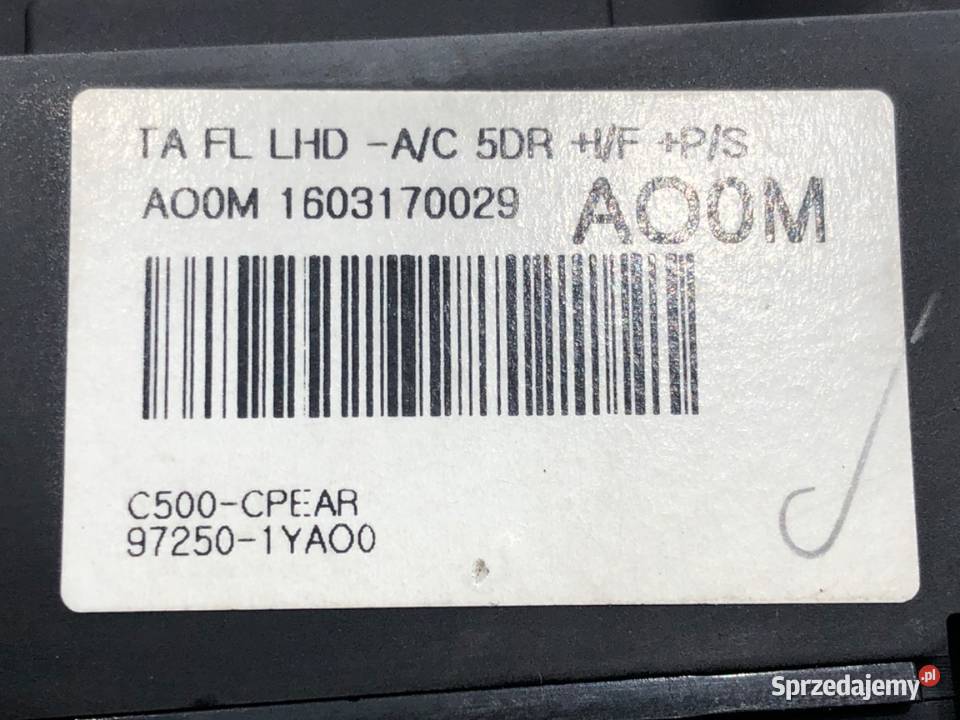 TA FL LHD -A/C 5DR +I/F +P/S
AO0M 1603170029 AO0M
C500-CPEAR
97250-1YAO0
Sprzedajemy.pl